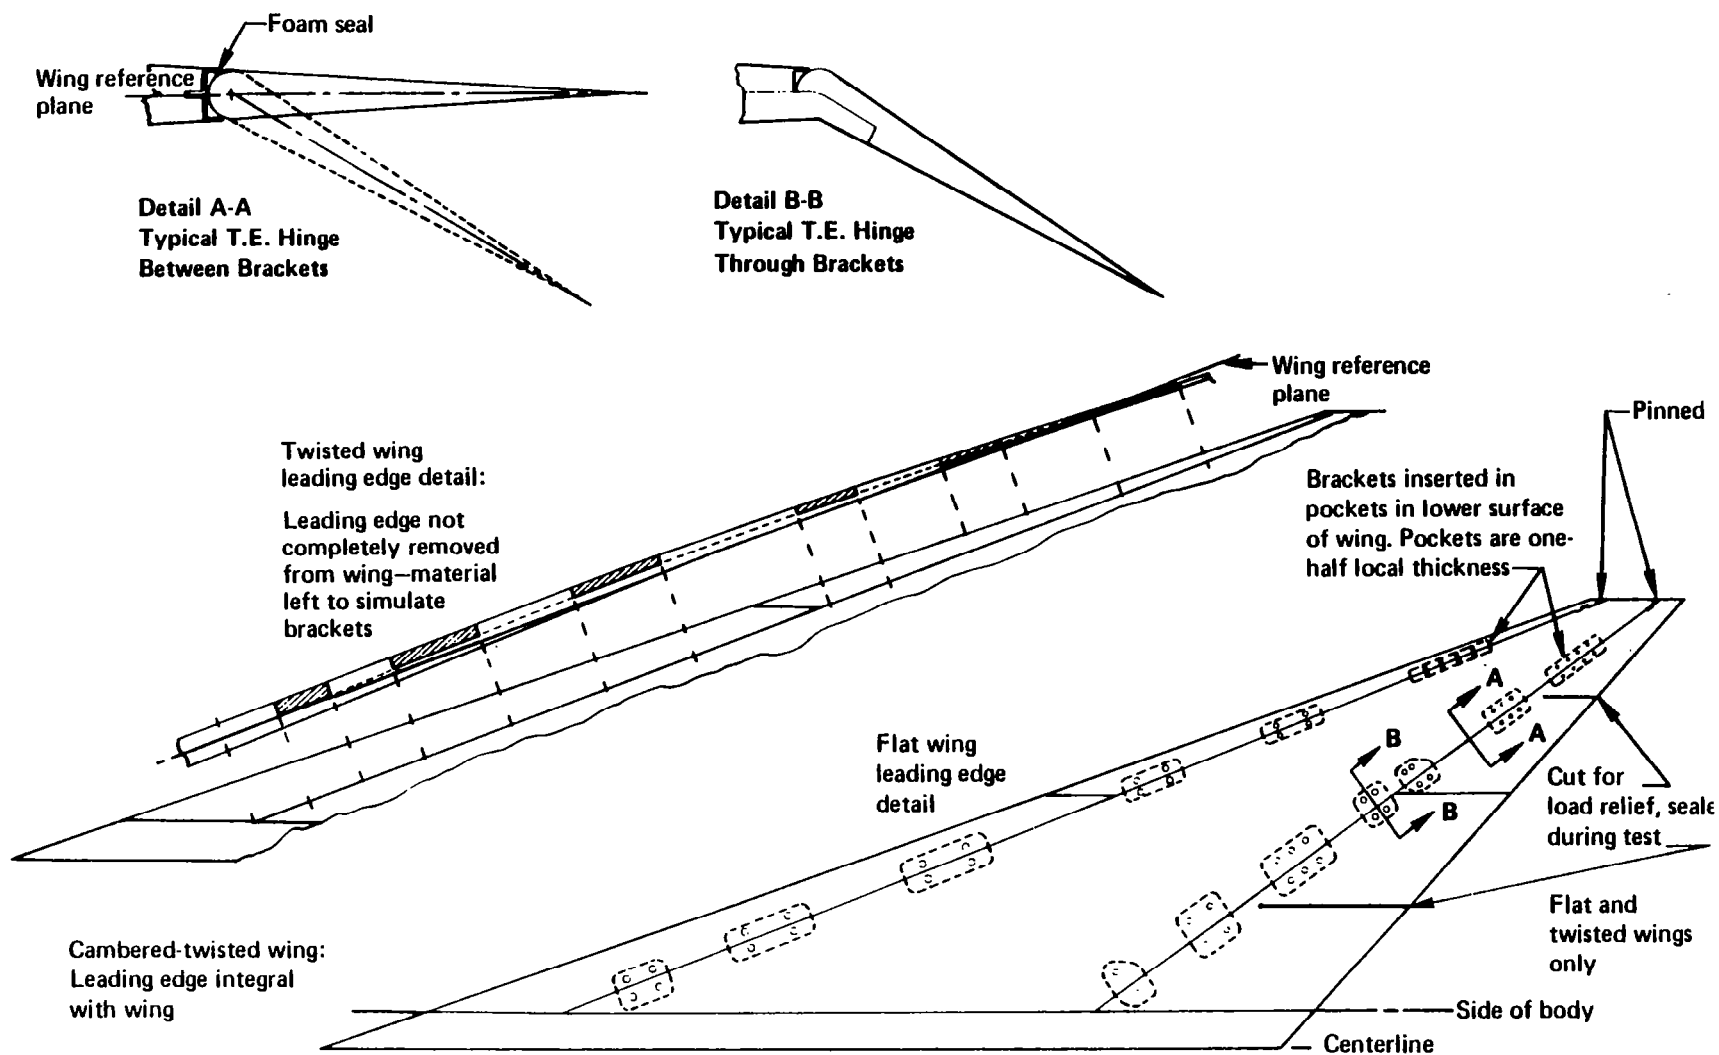 Foam seal
Wing reference
plane
Detail A-A
Typical T.E. Hinge
Between Brackets
Detail B-B
Typical T.E. Hinge
Through Brackets
Wing reference
plane
Pinned
Twisted wing
leading edge detail:
Leading edge not
completely removed
from wing—material
left to simulate
brackets
Brackets inserted in
pockets in lower surface
of wing. Pockets are one-
half local thickness
A
A
B
B
Flat wing
leading edge
detail
Cut for
load relief, seale
during test
Flat and
twisted wings
only
Cambered-twisted wing:
Leading edge integral
with wing
Side of body
Centerline